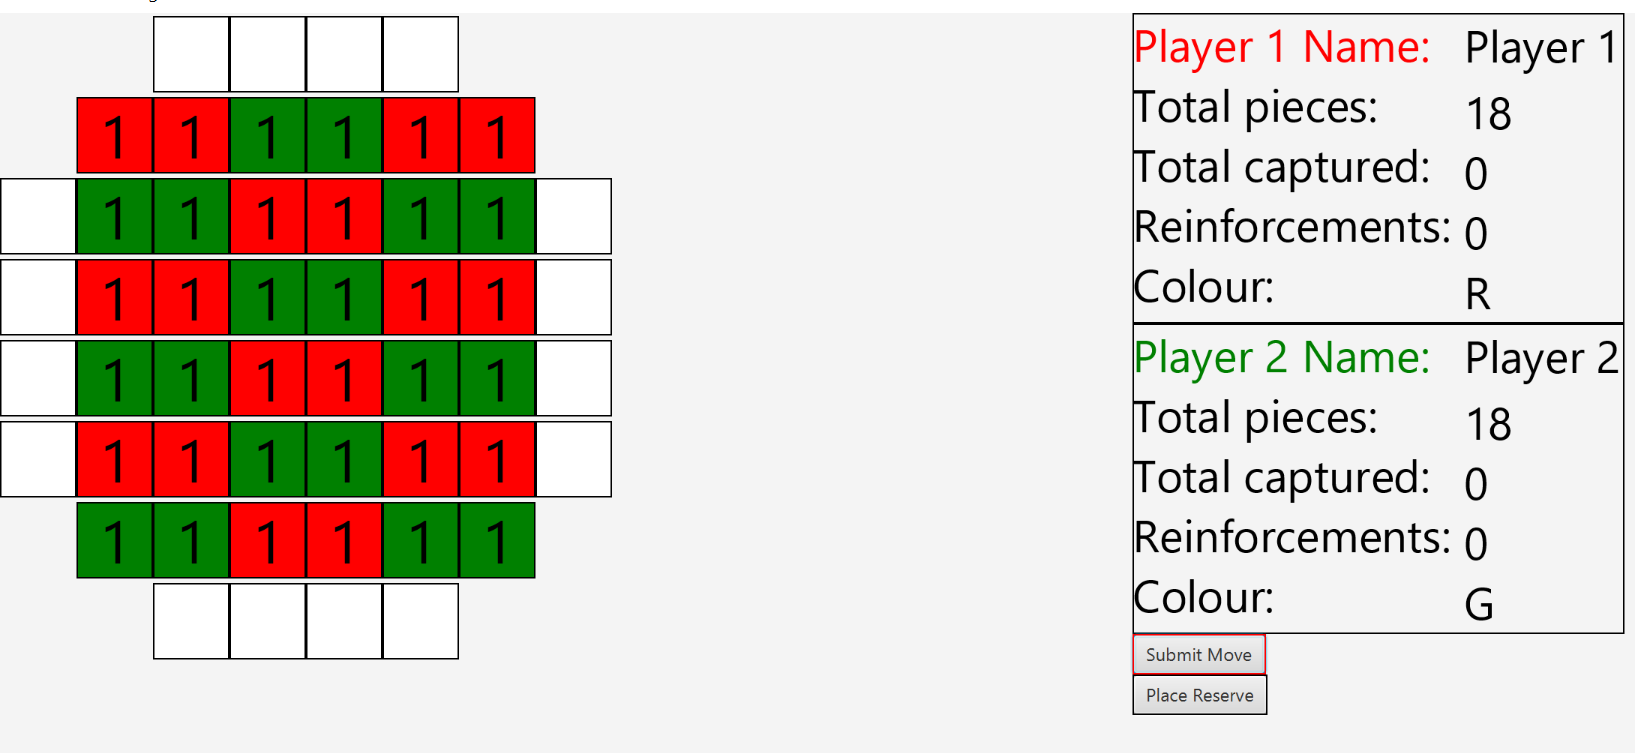 1 1 1 1 1 1
1 1 1 1 1 1
1 1 1 1 1 1
1 1 1 1 1 1
1 1 1 1 1 1
1 1 1 1 1 1
Player 1 Name: Player 1
Total pieces: 18
Total captured: 0
Reinforcements: 0
Colour: R
Player 2 Name: Player 2
Total pieces: 18
Total captured: 0
Reinforcements: 0
Colour: G
Submit Move
Place Reserve